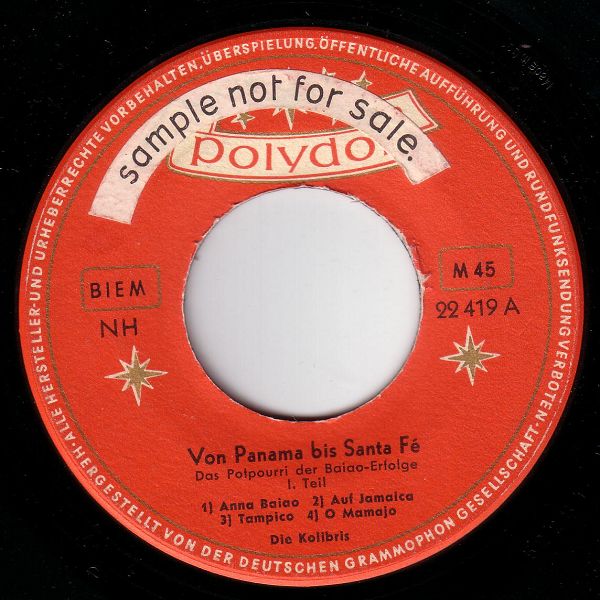 sample not for sale.
polydor
BIEM
NH
M 45
22 419 A
Von Panama bis Santa Fé
Das Potpourri der Baiao-Erfolge
I. Teil
1) Anna Baiao 2) Auf Jamaica
3) Tampico 4) O Mamajo
Die Kolibris
ALLE HERSTELLER-UND URHEBERRECHTE VORBEHALTEN, ÜBERSPIELUNG, ÖFFENTLICHE AUFFÜHRUNG UND RUNDFUNKSENDUNG VERBOTEN
HERGESTELLT VON DER DEUTSCHEN GRAMMOPHON GESELLSCHAFT